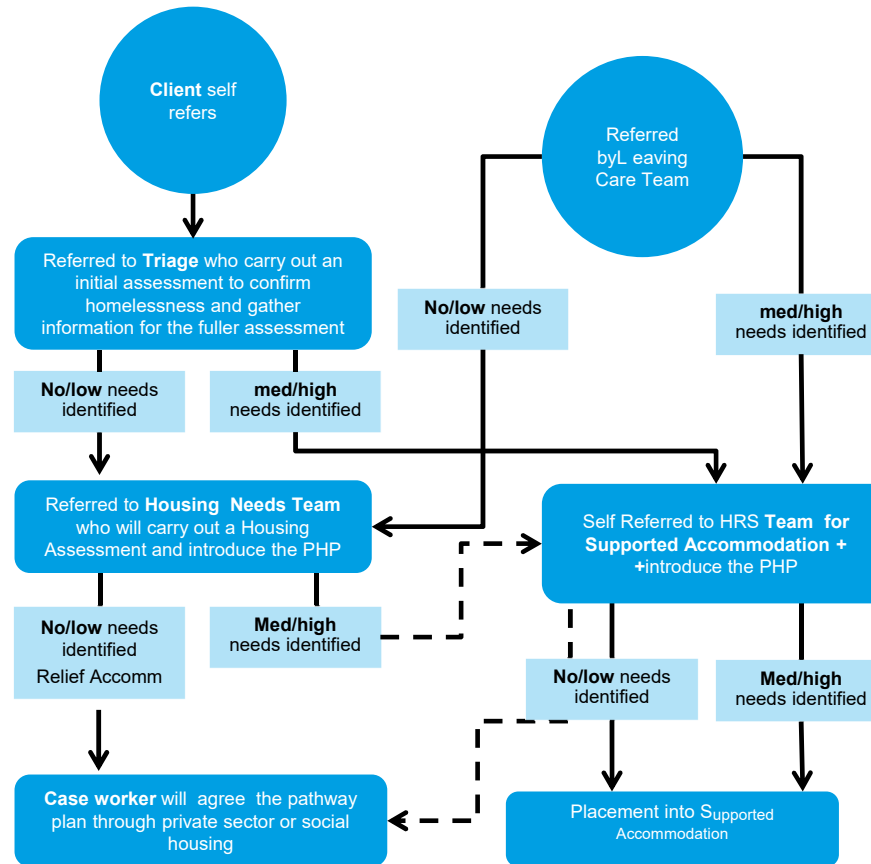 Client self
refers
Referred
byL eaving
Care Team
Referred to Triage who carry out an
initial assessment to confirm
homelessness and gather
information for the fuller assessment
No/low needs
identified
med/high
needs identified
No/low needs
identified
med/high
needs identified
Referred to Housing Needs Team
who will carry out a Housing
Assessment and introduce the PHP
Self Referred to HRS Team for
Supported Accommodation +
+introduce the PHP
No/low needs
identified
Relief Accomm
Med/high
needs identified
No/low needs
identified
Med/high
needs identified
Case worker will agree the pathway
plan through private sector or social
housing
Placement into Supported
Accommodation